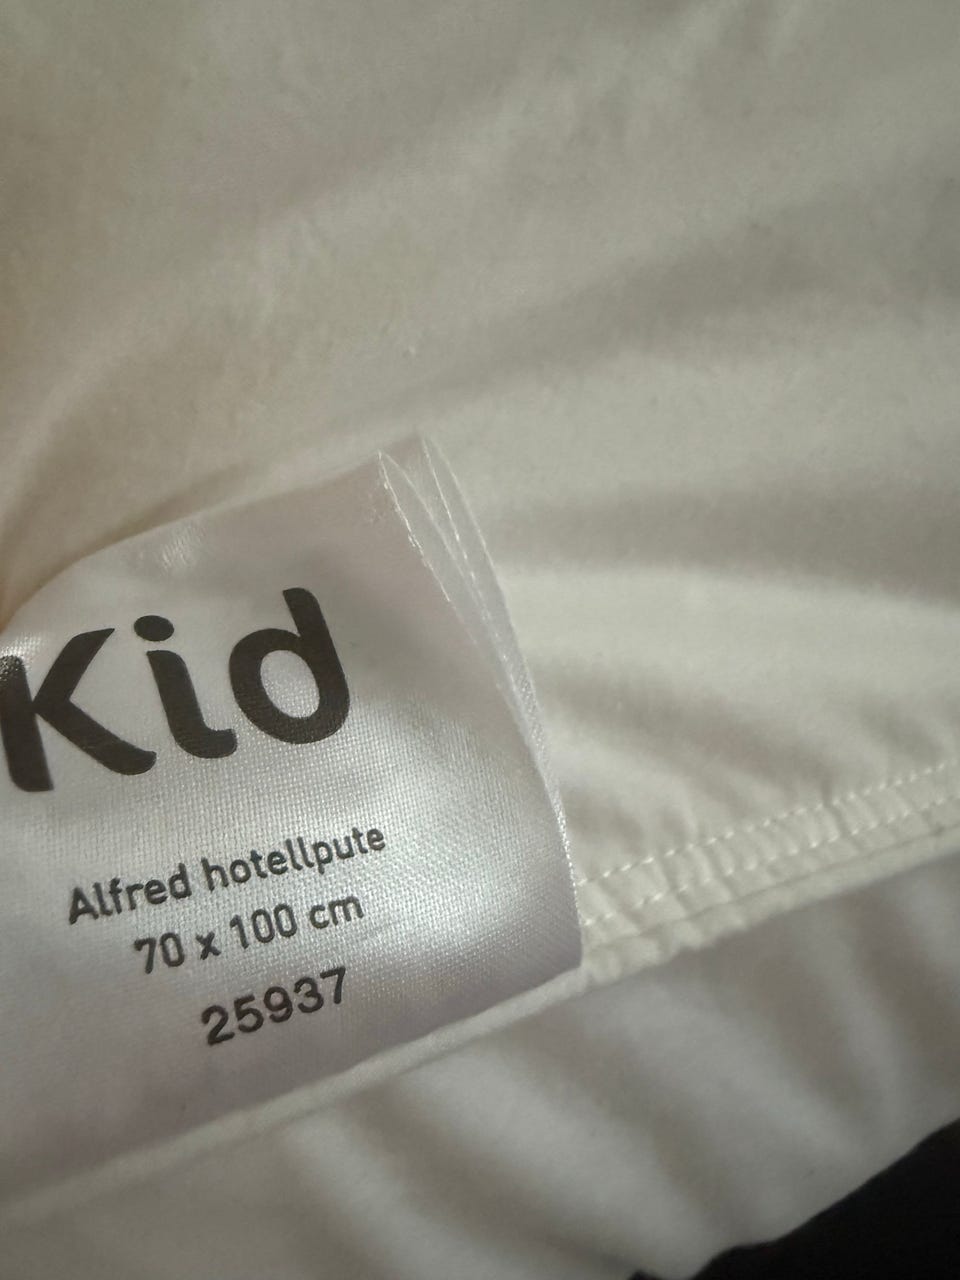 Kid
Alfred hotellpute
70 x 100 cm
25937